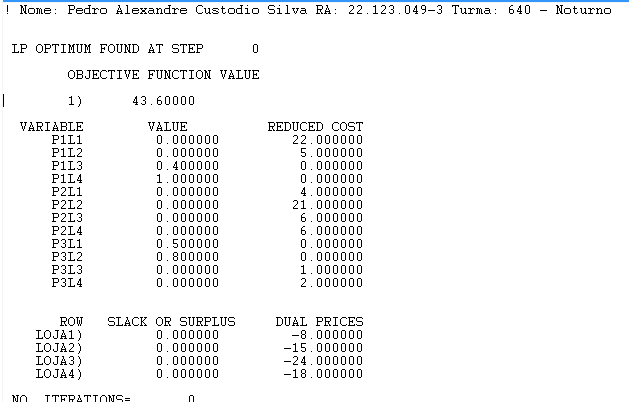 ! Nome: Pedro Alexandre Custodio Silva RA: 22.123.049-3 Turma: 640 - Noturno
LP OPTIMUM FOUND AT STEP 0
OBJECTIVE FUNCTION VALUE
1) 43.60000
VARIABLE VALUE REDUCED COST
P1L1 0.000000 22.000000
P1L2 0.000000 5.000000
P1L3 0.400000 0.000000
P1L4 1.000000 0.000000
P2L1 0.000000 4.000000
P2L2 0.000000 21.000000
P2L3 0.000000 6.000000
P2L4 0.000000 6.000000
P3L1 0.500000 0.000000
P3L2 0.800000 0.000000
P3L3 0.000000 1.000000
P3L4 0.000000 2.000000
ROW SLACK OR SURPLUS DUAL PRICES
LOJA1) 0.000000 -8.000000
LOJA2) 0.000000 -15.000000
LOJA3) 0.000000 -24.000000
LOJA4) 0.000000 -18.000000
NO. ITERATIONS= 0